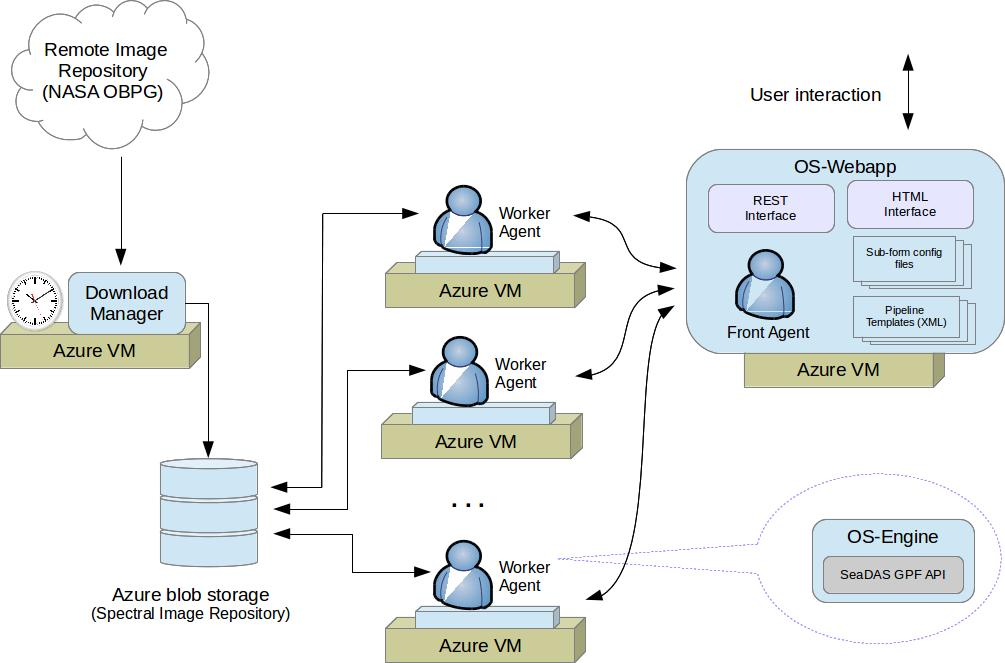 Remote Image
Repository
(NASA OBPG)
User interaction
Download
Manager
Azure VM
Azure blob storage
(Spectral Image Repository)
Worker
Agent
Azure VM
Worker
Agent
Azure VM
...
Worker
Agent
Azure VM
OS-Webapp
REST
Interface
HTML
Interface
Sub-form config
files
Pipeline
Templates (XML)
Front Agent
Azure VM
OS-Engine
SeaDAS GPF API